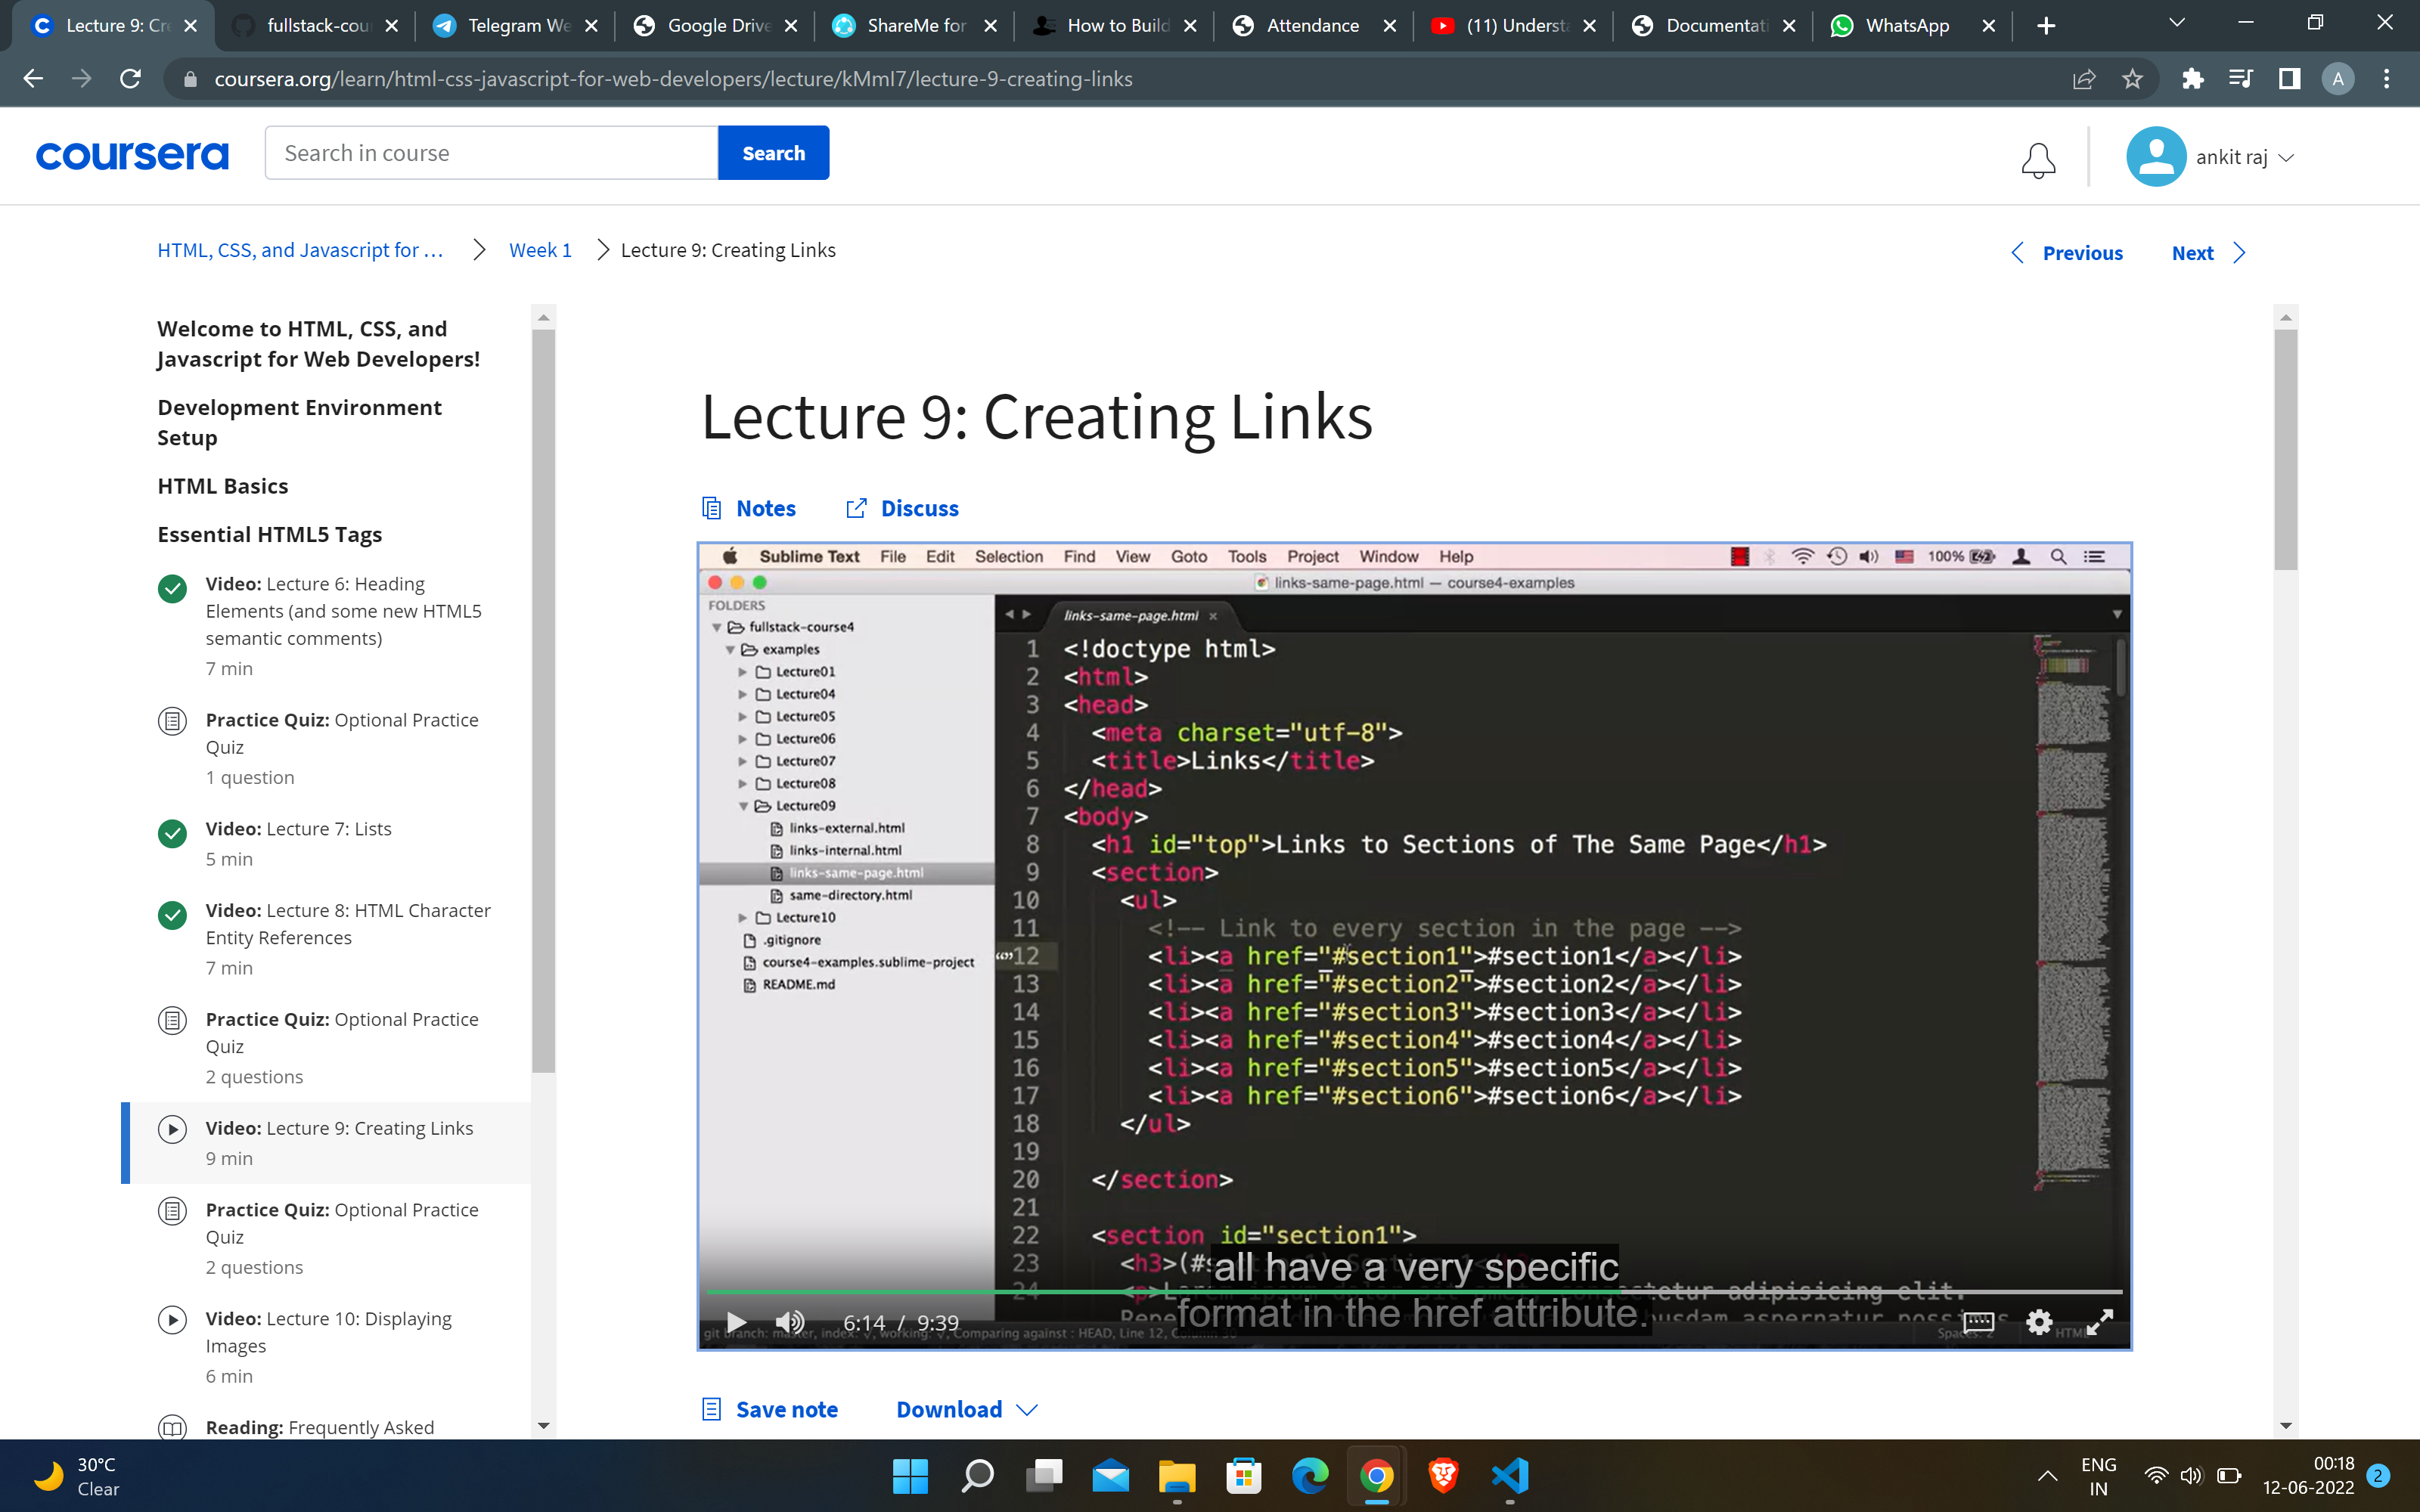 Lecture 9: Cr
fullstack-cour
Telegram We
Google Drive
ShareMe for
How to Build
Attendance
(11) Underst
Documentati
WhatsApp
coursera.org/learn/html-css-javascript-for-web-developers/lecture/kMmI7/lecture-9-creating-links
A
coursera
Search in course
Search
ankit raj
HTML, CSS, and Javascript for …
Week 1
Lecture 9: Creating Links
Previous
Next
Welcome to HTML, CSS, and
Javascript for Web Developers!
Development Environment
Setup
HTML Basics
Essential HTML5 Tags
Video: Lecture 6: Heading
Elements (and some new HTML5
semantic comments)
7 min
Practice Quiz: Optional Practice
Quiz
1 question
Video: Lecture 7: Lists
5 min
Video: Lecture 8: HTML Character
Entity References
7 min
Practice Quiz: Optional Practice
Quiz
2 questions
Video: Lecture 9: Creating Links
9 min
Practice Quiz: Optional Practice
Quiz
2 questions
Video: Lecture 10: Displaying
Images
6 min
Reading: Frequently Asked
Lecture 9: Creating Links
Notes
Discuss
Sublime Text File Edit Selection Find View Goto Tools Project Window Help
100%
links-same-page.html — course4-examples
FOLDERS
fullstack-course4
examples
Lecture01
Lecture04
Lecture05
Lecture06
Lecture07
Lecture08
Lecture09
links-external.html
links-internal.html
links-same-page.html
same-directory.html
Lecture10
.gitignore
course4-examples.sublime-project
README.md
links-same-page.html
1 <!doctype html>
2 <html>
3 <head>
4 <meta charset="utf-8">
5 <title>Links</title>
6 </head>
7 <body>
8 <h1 id="top">Links to Sections of The Same Page</h1>
9 <section>
10 <ul>
11 <!-- Link to every section in the page -->
12 <li><a href="#section1">#section1</a></li>
13 <li><a href="#section2">#section2</a></li>
14 <li><a href="#section3">#section3</a></li>
15 <li><a href="#section4">#section4</a></li>
16 <li><a href="#section5">#section5</a></li>
17 <li><a href="#section6">#section6</a></li>
18 </ul>
19
20 </section>
21
22 <section id="section1">
23 <h3>(#
24 adipisicing elit.
all have a very specific
format in the href attribute.
6:14 / 9:39
git branch: master, index: ✓, working: ✓, Comparing against : HEAD, Line 12,
HTML
Save note
Download
30°C
Clear
ENG
IN
00:18
12-06-2022
2